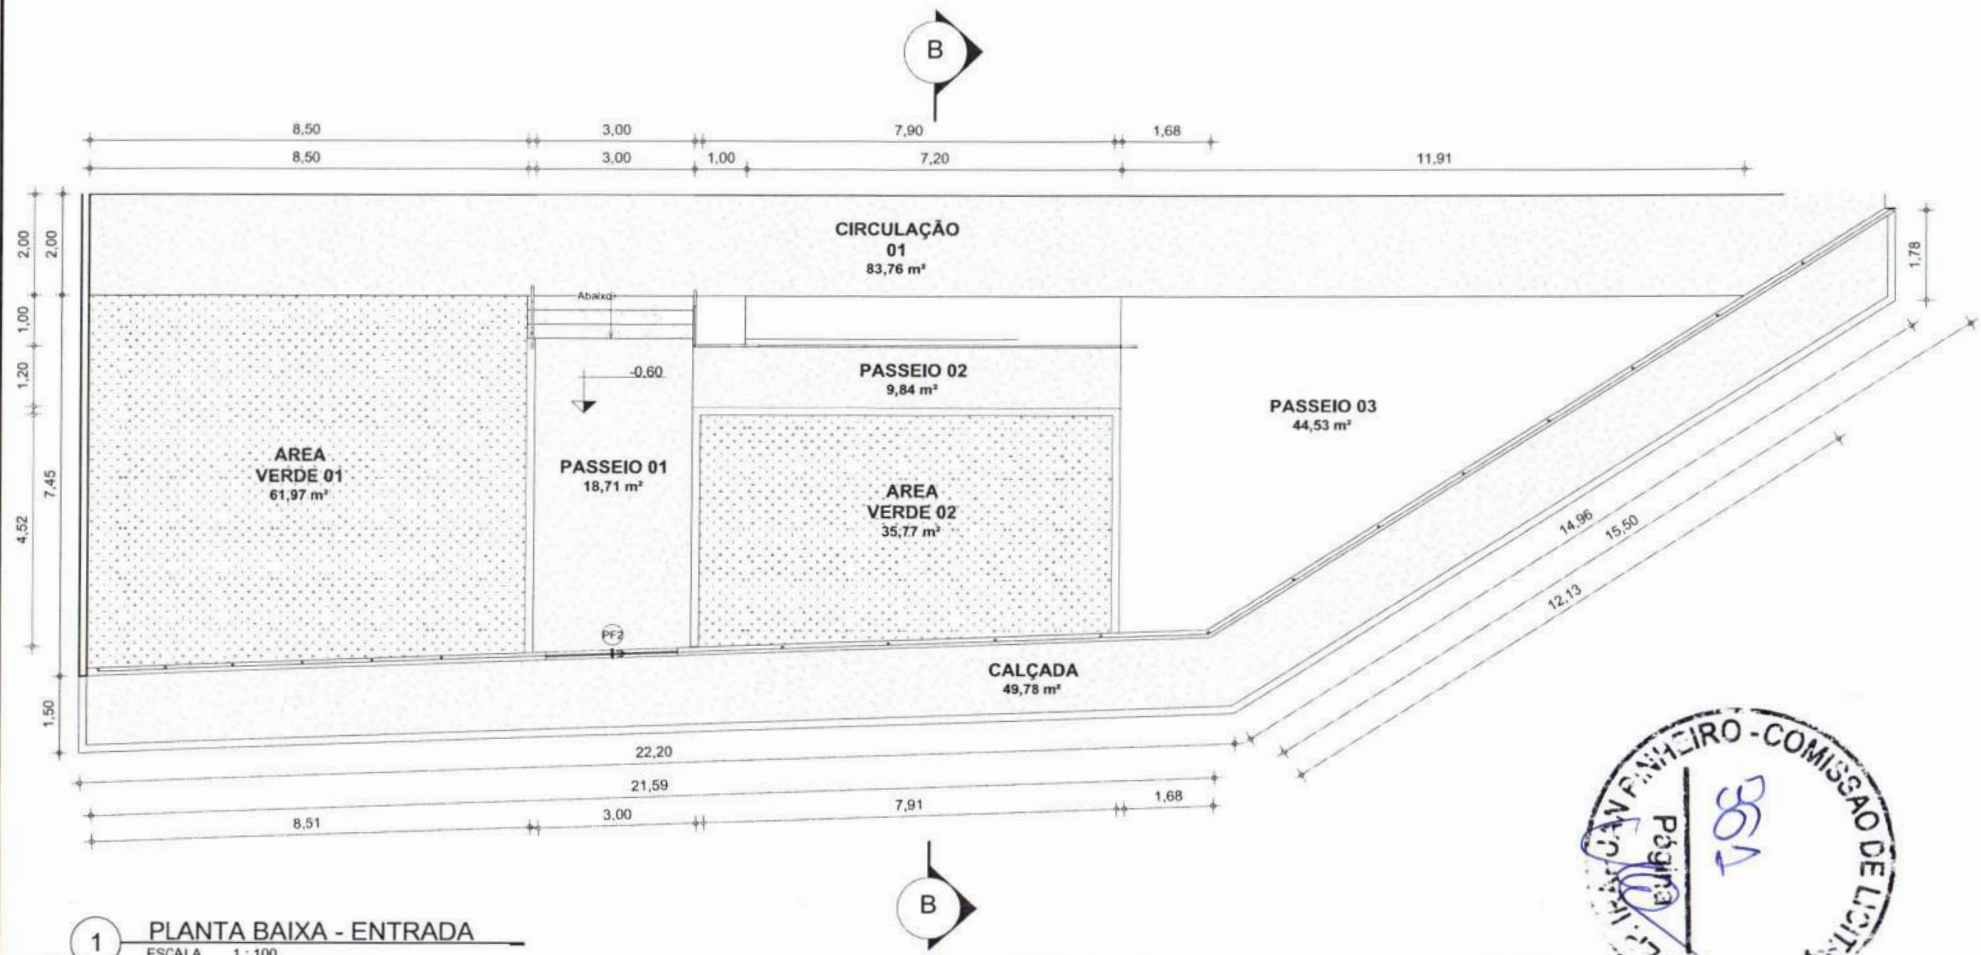 B
8,50 3,00 7,90 1,68
8,50 3,00 1,00 7,20 11,91
2,00
2,00
1,00
1,20
4,52
7,45
1,50
CIRCULAÇÃO
01
83,76 m²
1,78
Abaixo
-0,60
PASSEIO 02
9,84 m²
PASSEIO 03
44,53 m²
AREA
VERDE 01
61,97 m²
PASSEIO 01
18,71 m²
AREA
VERDE 02
35,77 m²
14,96
15,50
12,13
PF2
CALÇADA
49,78 m²
22,20
21,59
8,51 3,00 7,91 1,68
B
1 PLANTA BAIXA - ENTRADA
ESCALA 1 : 100
PINHEIRO - COMISSAO DE LICIT
Página